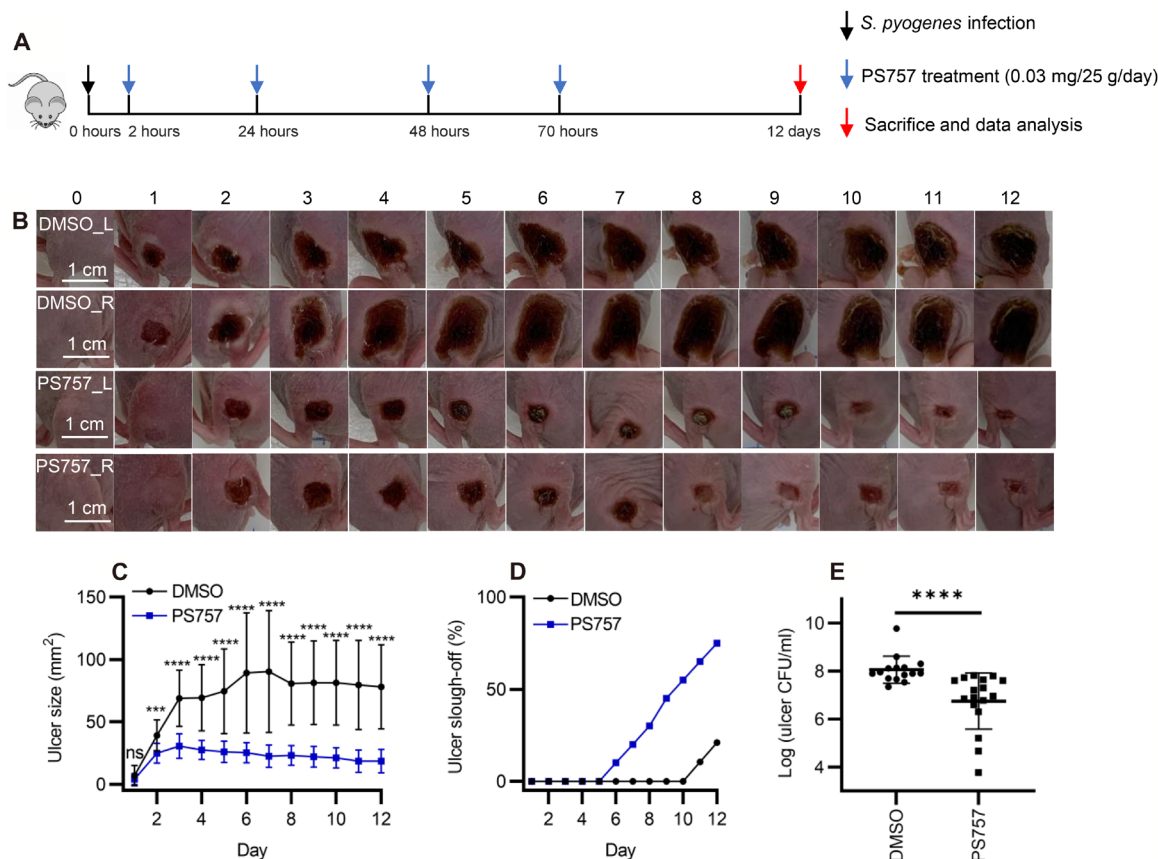 A
S. pyogenes infection
PS757 treatment (0.03 mg/25 g/day)
Sacrifice and data analysis
0 hours 2 hours 24 hours 48 hours 70 hours 12 days
B
0 1 2 3 4 5 6 7 8 9 10 11 12
DMSO_L
1 cm
DMSO_R
1 cm
PS757_L
1 cm
PS757_R
1 cm
C
DMSO
PS757
Ulcer size (mm²)
150
100
50
0
ns *** **** **** **** **** **** **** **** **** **** ****
2 4 6 8 10 12
Day
D
DMSO
PS757
Ulcer slough-off (%)
100
50
0
2 4 6 8 10 12
Day
E
****
Log (ulcer CFU/ml)
10
8
6
4
DMSO
PS757